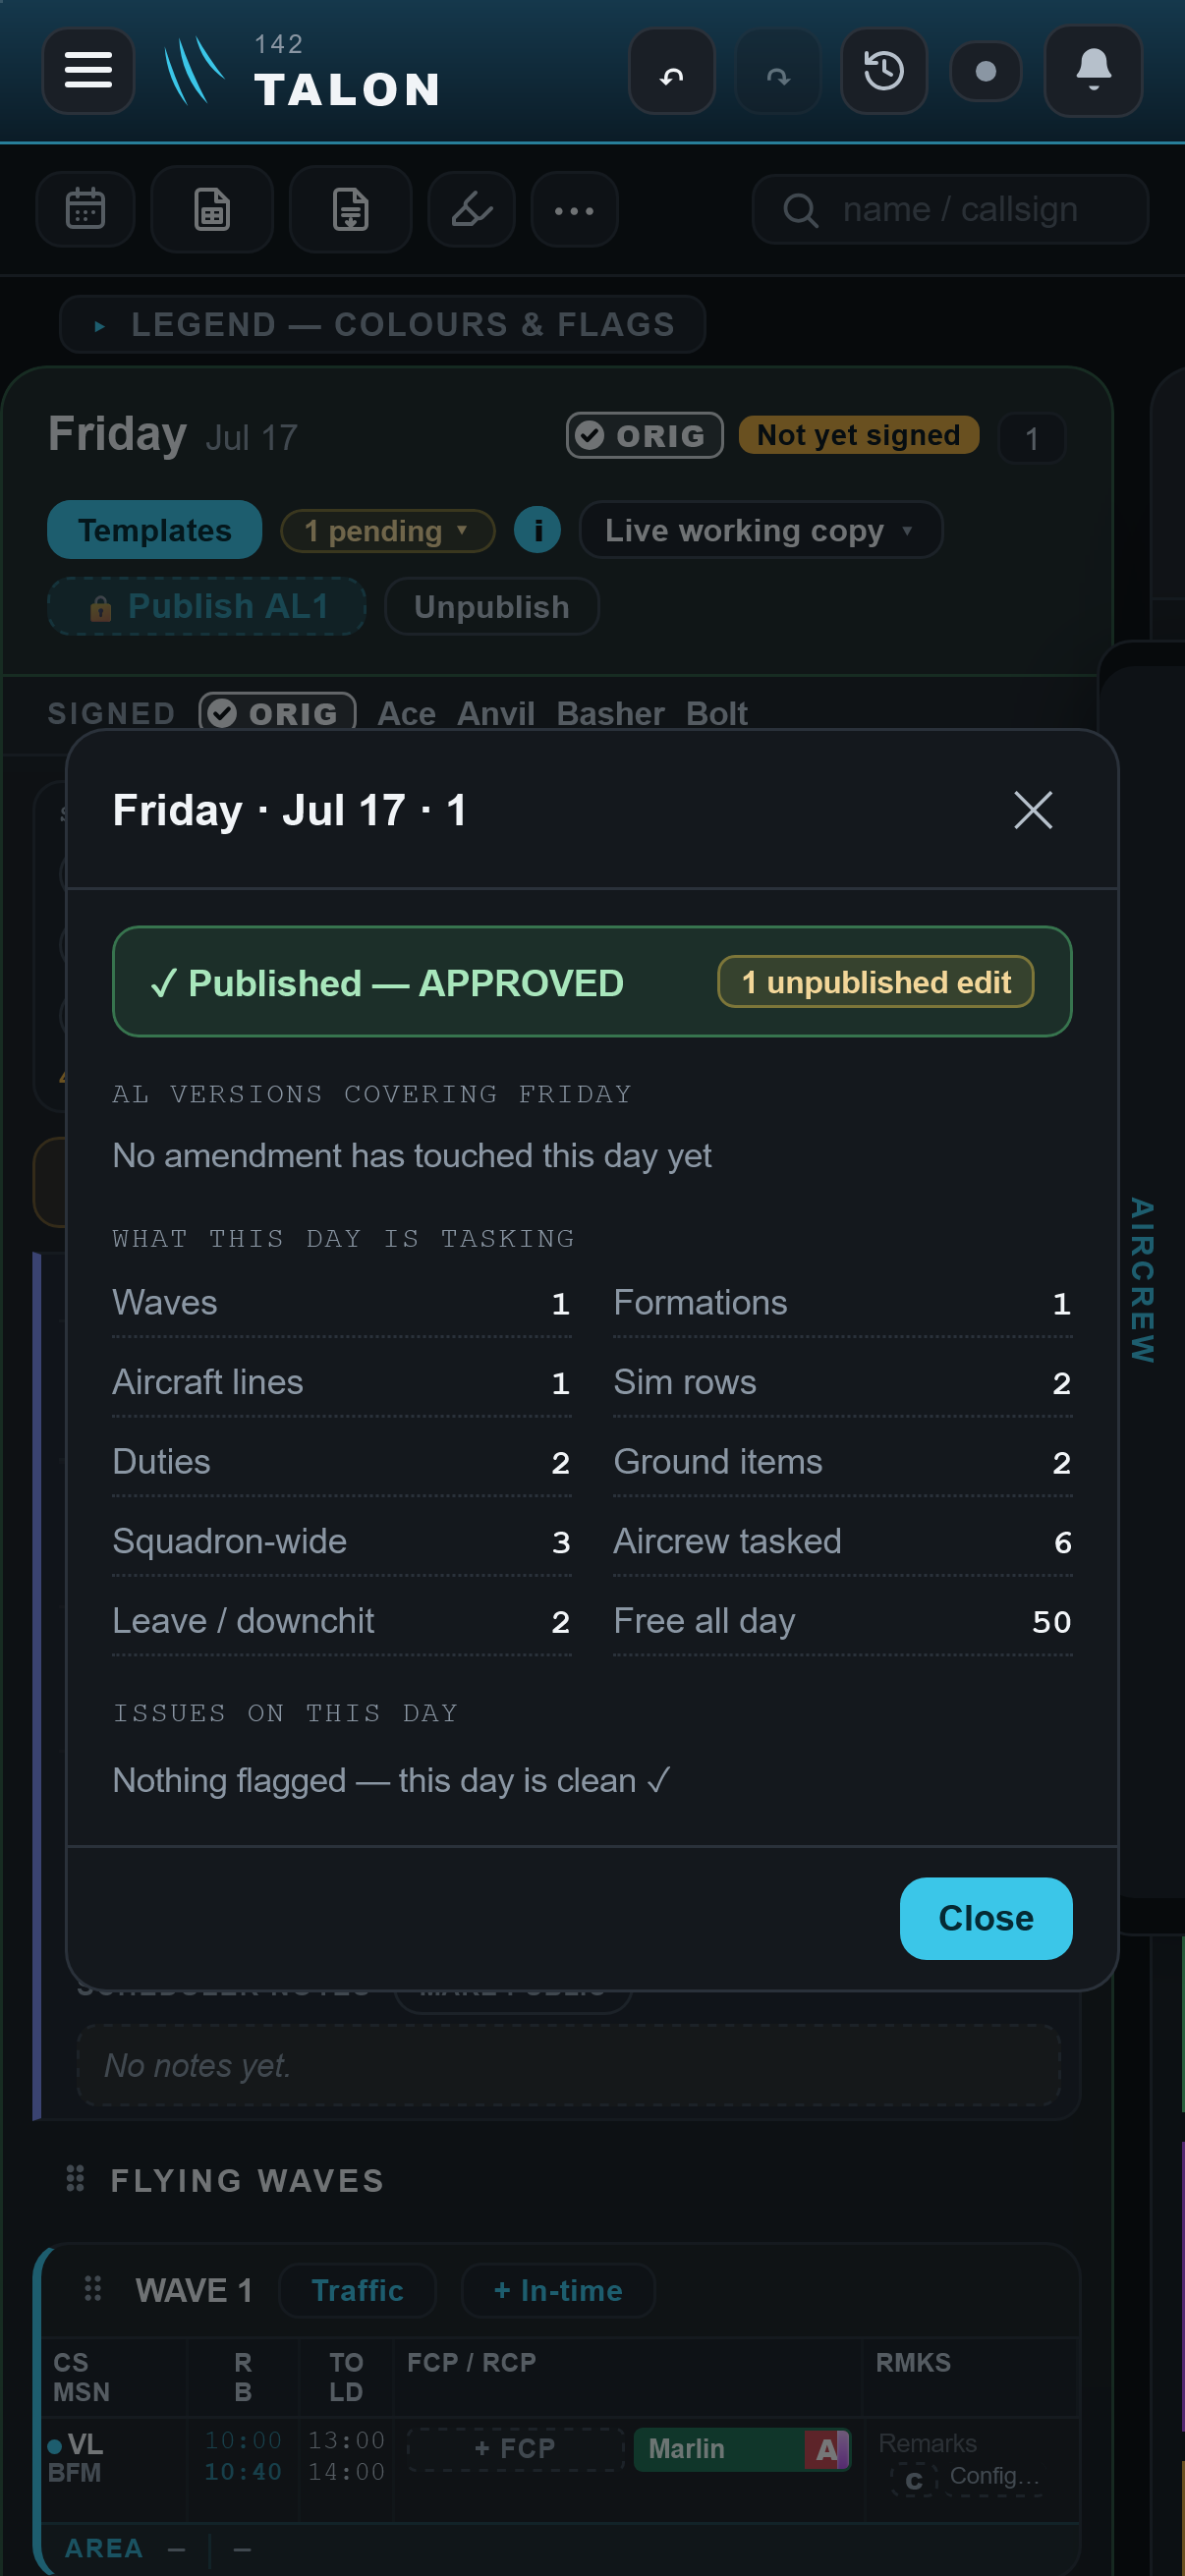 142
TALON
name / callsign
▸ LEGEND — COLOURS & FLAGS
Friday Jul 17 ORIG Not yet signed 1
Templates 1 pending ▾ i Live working copy ▾
Publish AL1 Unpublish
SIGNED ORIG Ace Anvil Basher Bolt
Friday · Jul 17 · 1
✓ Published — APPROVED 1 unpublished edit
AL VERSIONS COVERING FRIDAY
No amendment has touched this day yet
WHAT THIS DAY IS TASKING
Waves 1 Formations 1
Aircraft lines 1 Sim rows 2
Duties 2 Ground items 2
Squadron-wide 3 Aircrew tasked 6
Leave / downchit 2 Free all day 50
ISSUES ON THIS DAY
Nothing flagged — this day is clean ✓
Close
AIRCREW
SCHEDULER NOTES MAKE PUBLIC
No notes yet.
FLYING WAVES
WAVE 1 Traffic + In-time
CS R TO FCP / RCP RMKS
MSN B LD
VL 10:00 13:00 + FCP Marlin A Remarks
BFM 10:40 14:00 C Config...
AREA — —